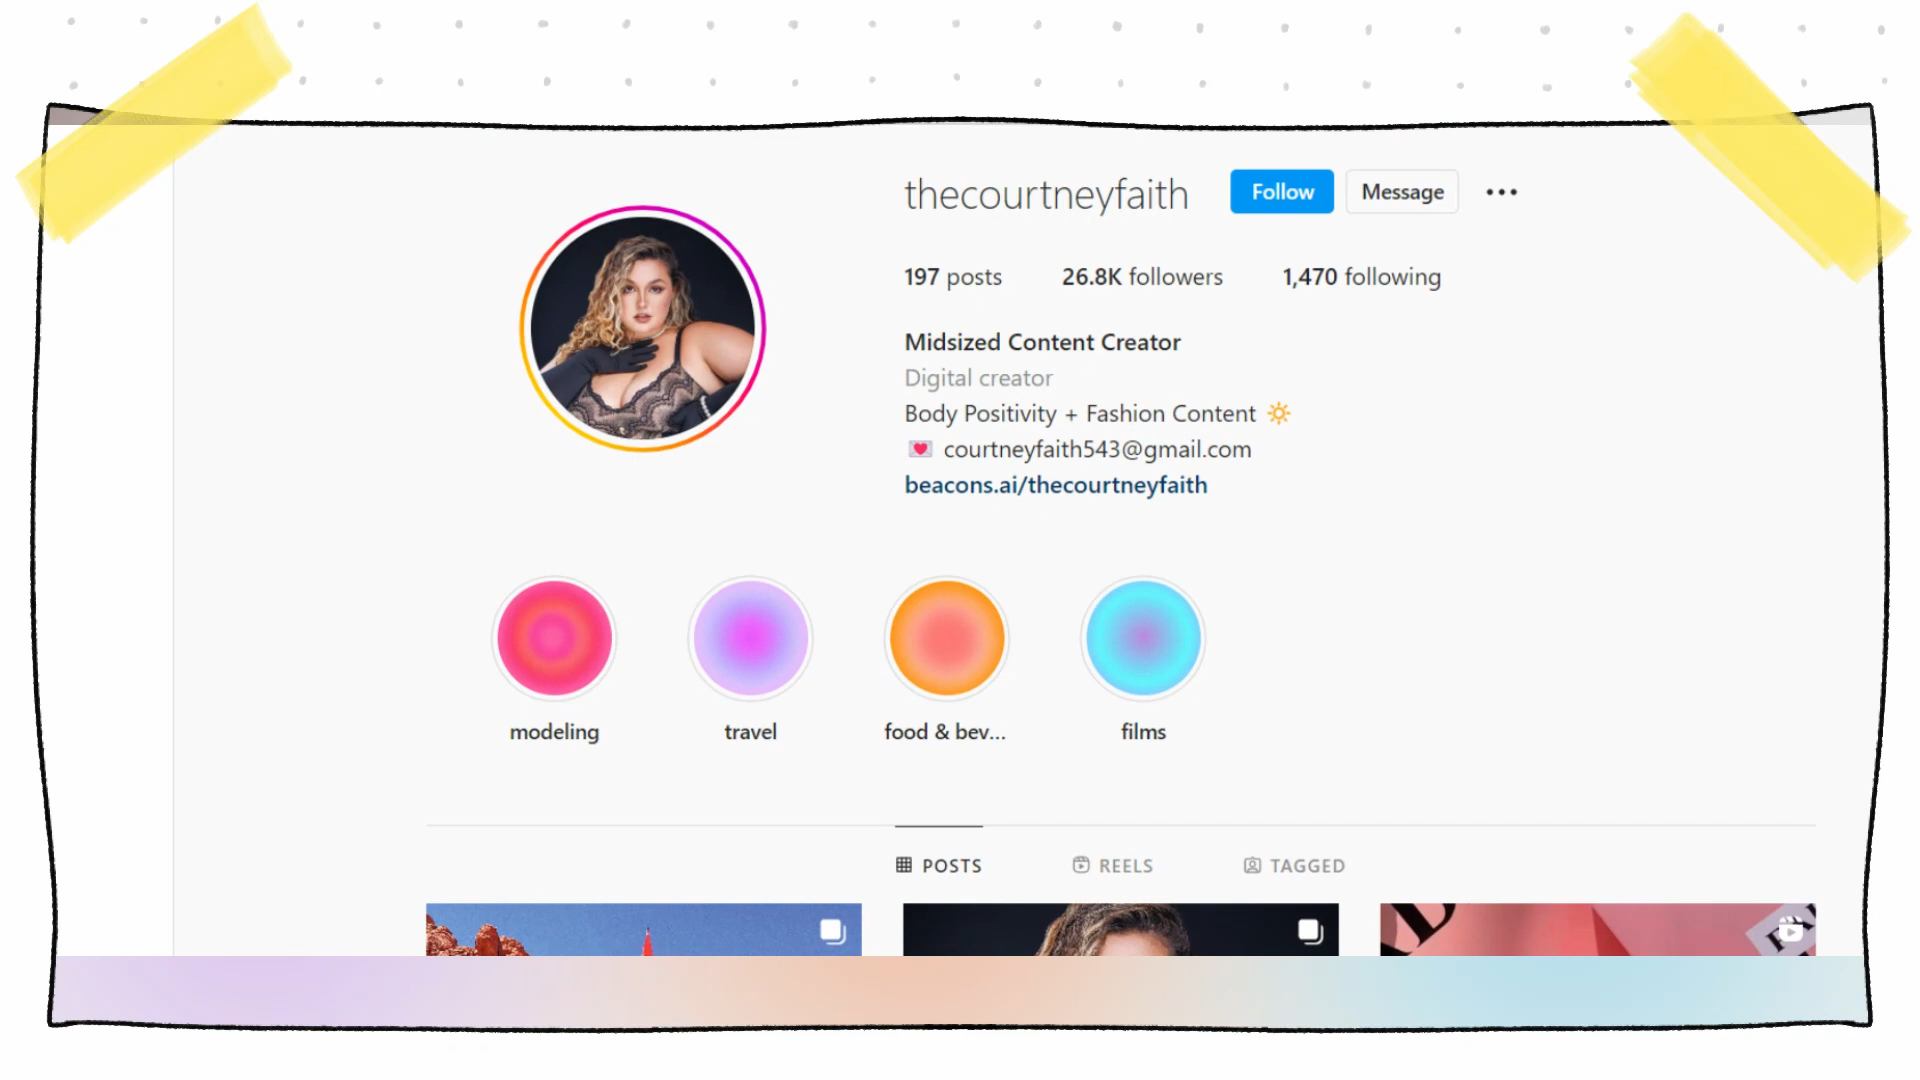 thecourtneyfaith Follow Message
197 posts 26.8K followers 1,470 following
Midsized Content Creator
Digital creator
Body Positivity + Fashion Content
courtneyfaith543@gmail.com
beacons.ai/thecourtneyfaith
modeling travel food & bev... films
POSTS REELS TAGGED